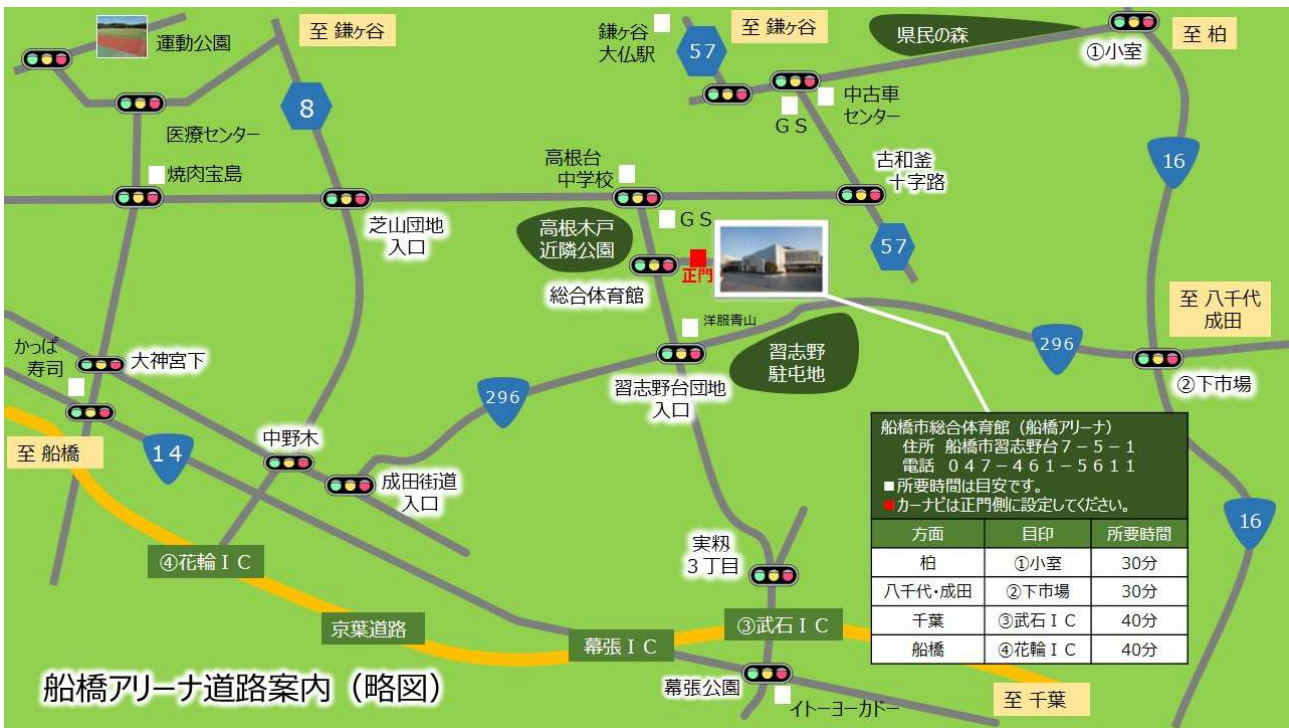 運動公園
至 鎌ヶ谷
鎌ヶ谷
大仏駅
57
至 鎌ヶ谷
県民の森
①小室
至 柏
8
医療センター
GS
中古車
センター
16
焼肉宝島
高根台
中学校
古和釜
十字路
芝山団地
入口
高根木戸
近隣公園
GS
57
正門
総合体育館
至 八千代
成田
洋服青山
296
かっぱ
寿司
大神宮下
習志野
駐屯地
②下市場
習志野台団地
入口
296
至 船橋
14
中野木
成田街道
入口
船橋市総合体育館（船橋アリーナ）
住所 船橋市習志野台７－５－１
電話 ０４７－４６１－５６１１
■所要時間は目安です。
■カーナビは正門側に設定してください。
方面 目印 所要時間
柏 ①小室 30分
八千代・成田 ②下市場 30分
千葉 ③武石ＩＣ 40分
船橋 ④花輪ＩＣ 40分
16
実籾
３丁目
④花輪ＩＣ
京葉道路
幕張ＩＣ
③武石ＩＣ
幕張公園
イトーヨーカドー
至 千葉
船橋アリーナ道路案内（略図）